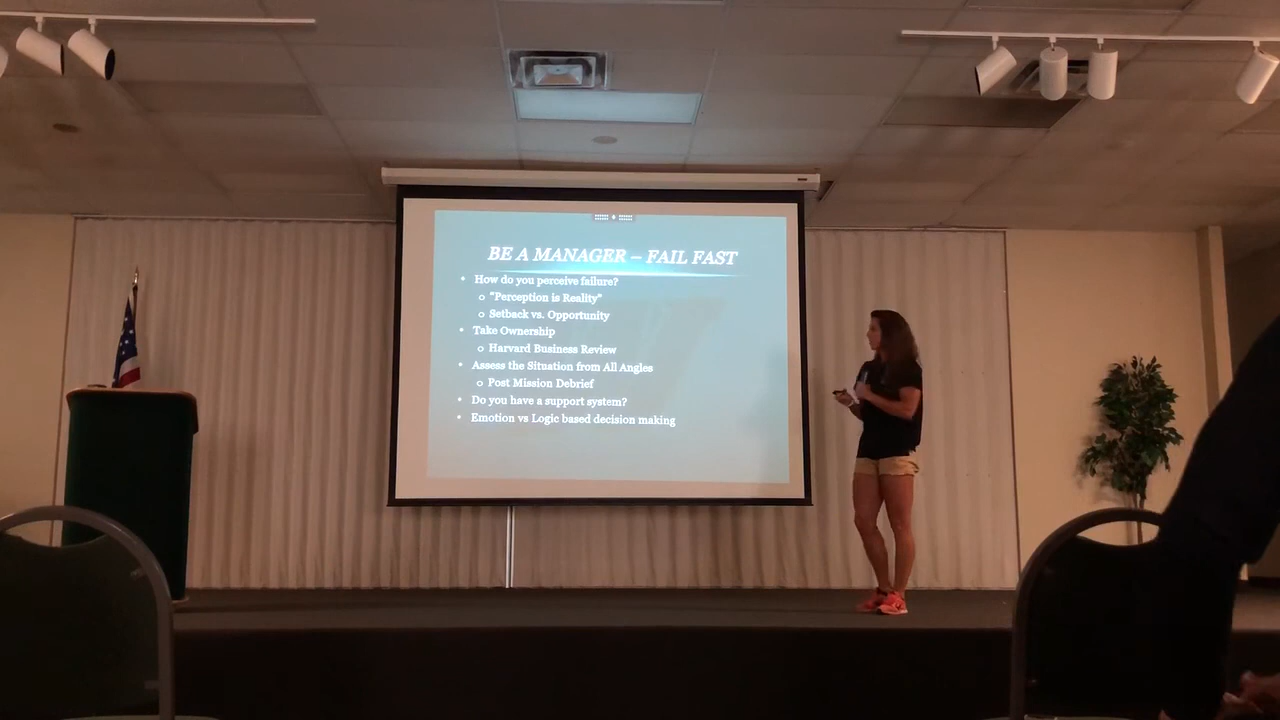 BE A MANAGER – FAIL FAST
• How do you perceive failure?
o "Perception is Reality"
o Setback vs. Opportunity
• Take Ownership
o Harvard Business Review
• Assess the Situation from All Angles
o Post Mission Debrief
• Do you have a support system?
• Emotion vs Logic based decision making